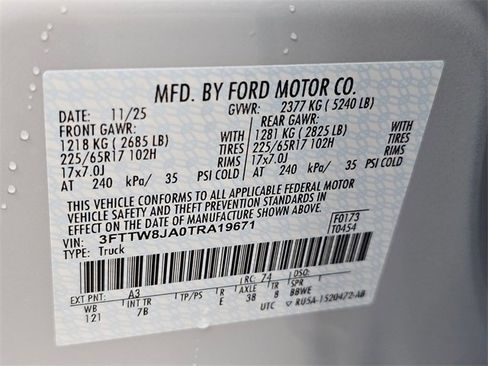 MFD. BY FORD MOTOR CO.
DATE: 11/25 GVWR: 2377 KG ( 5240 LB)
FRONT GAWR: REAR GAWR:
1218 KG ( 2685 LB) 1281 KG ( 2825 LB)
225/65R17 102H TIRES 225/65R17 102H TIRES
17x7.0J RIMS 17x7.0J RIMS
AT 240 kPa/ 35 PSI COLD AT 240 kPa/ 35 PSI COLD
THIS VEHICLE CONFORMS TO ALL APPLICABLE FEDERAL MOTOR
VEHICLE SAFETY AND THEFT PREVENTION STANDARDS IN
EFFECT ON THE DATE OF MANUFACTURE SHOWN ABOVE.
VIN: 3FTTW8JA0TRA19671 F0173
TYPE: Truck T0454
EXT PNT: A3 RC: 74 DSO:
WB INT TR TP/PS R AXLE TR SPR
121 7B E 38 8 BBWE
UTC RU5A-1520472-AB